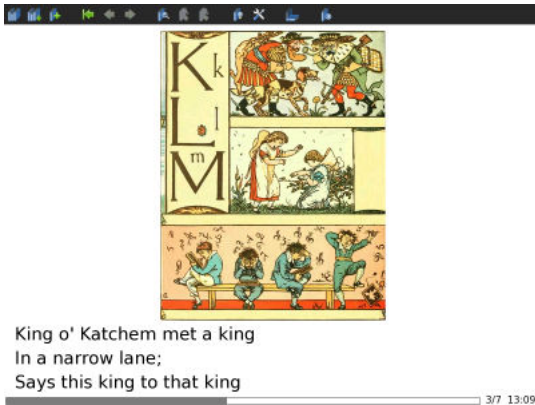 K k
L l
m
M
King o' Katchem met a king
In a narrow lane;
Says this king to that king
3/7 13:09